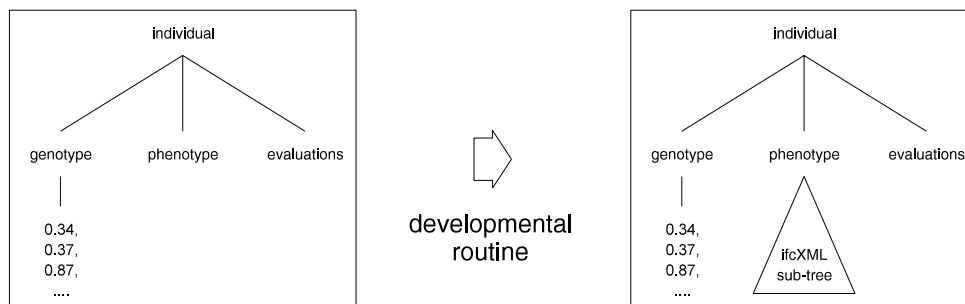 individual
genotype phenotype evaluations
0.34,
0.37,
0.87,
....
developmental
routine
individual
genotype phenotype evaluations
0.34,
0.37,
0.87,
....
ifcXML
sub-tree